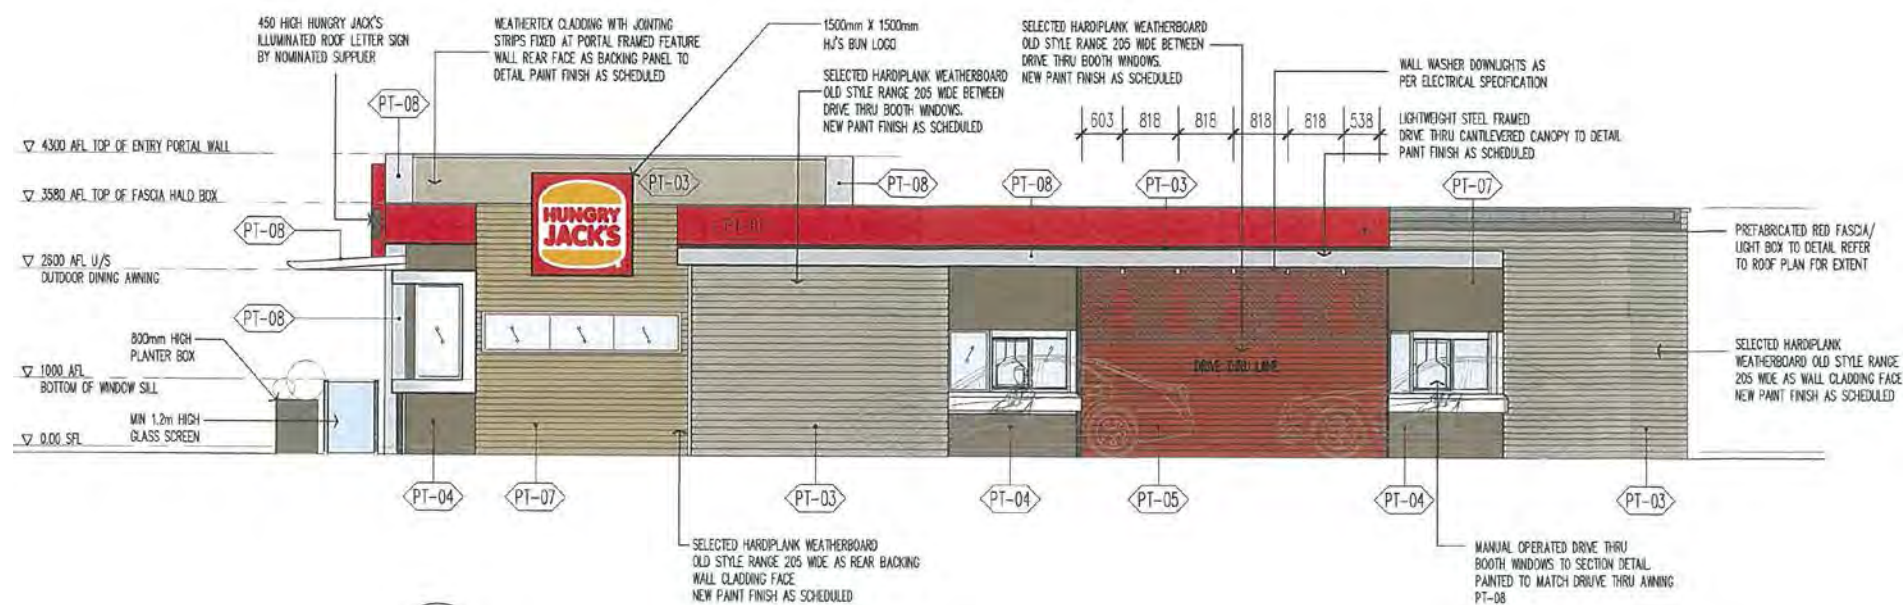 450 HIGH HUNGRY JACK'S
ILLUMINATED ROOF LETTER SIGN
BY NOMINATED SUPPLIER
WEATHERTEX CLADDING WTH JOINTING
STRIPS FIXED AT PORTAL FRAMED FEATURE
WALL REAR FACE AS BACKING PANEL TO
DETAIL PAINT FINISH AS SCHEDULED
1500mm X 1500mm
HJ'S BUN LOGO
SELECTED HARDIPLANK WEATHERBOARD
OLD STYLE RANGE 205 WIDE BETWEEN
DRIVE THRU BOOTH WINDOWS.
NEW PAINT FINISH AS SCHEDULED
SELECTED HARDIPLANK WEATHERBOARD
OLD STYLE RANGE 205 WIDE BETWEEN
DRIVE THRU BOOTH WINDOWS.
NEW PAINT FINISH AS SCHEDULED
WALL WASHER DOWNLIGHTS AS
PER ELECTRICAL SPECIFICATION
603 818 818 818 818 538
LIGHTWEIGHT STEEL FRAMED
DRIVE THRU CANTILEVERED CANOPY TO DETAIL
PAINT FINISH AS SCHEDULED
PT-08
4300 AFL TOP OF ENTRY PORTAL WALL
3580 AFL TOP OF FASCIA HALO BOX
PT-03
PT-08
PT-08
PT-03
PT-07
PT-08
HUNGRY
JACK'S
PREFABRICATED RED FASCIA/
LIGHT BOX TO DETAIL REFER
TO ROOF PLAN FOR EXTENT
2600 AFL U/S
OUTDOOR DINING AWNING
PT-08
800mm HIGH
PLANTER BOX
1000 AFL
BOTTOM OF WINDOW SILL
DRIVE THRU LANE
SELECTED HARDIPLANK
WEATHERBOARD OLD STYLE RANGE
205 WIDE AS WALL CLADDING FACE
NEW PAINT FINISH AS SCHEDULED
MIN 1.2m HIGH
GLASS SCREEN
0.00 SFL
PT-04
PT-07
PT-03
PT-04
PT-05
PT-04
PT-03
SELECTED HARDIPLANK WEATHERBOARD
OLD STYLE RANGE 205 WIDE AS REAR BACKING
WALL CLADDING FACE
NEW PAINT FINISH AS SCHEDULED
MANUAL OPERATED DRIVE THRU
BOOTH WINDOWS TO SECTION DETAIL
PAINTED TO MATCH DRIUVE THRU AWNING
PT-08